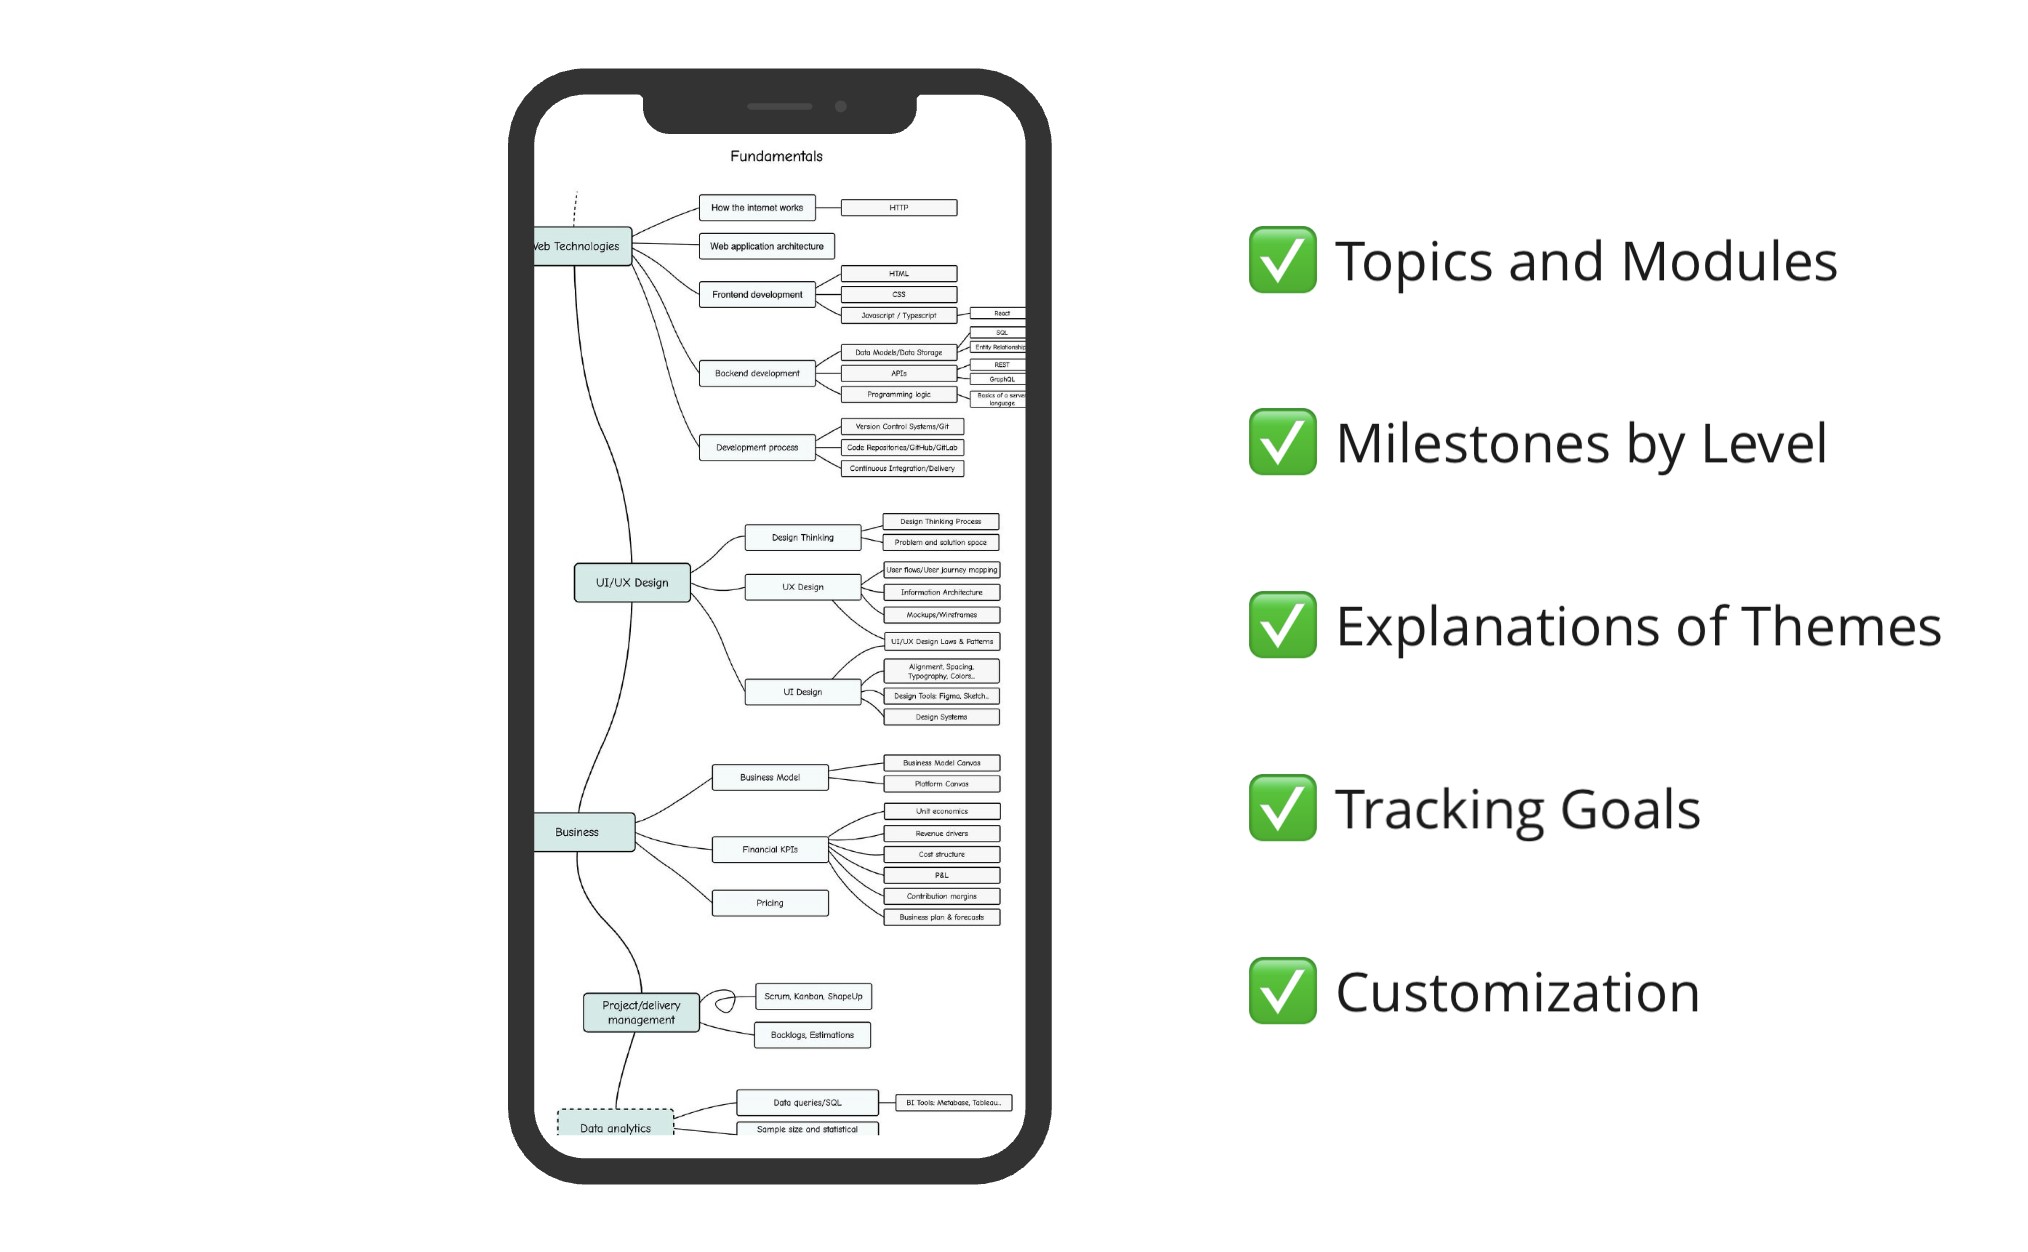 Fundamentals
How the internet works
HTTP
Web Technologies
Web application architecture
HTML
Frontend development
CSS
Javascript / Typescript
React
SQL
Data Models/Data Storage
Entity Relationship
REST
Backend development
APIs
GraphQL
Programming logic
Basics of a server
language
Version Control Systems/Git
Development process
Code Repositories/GitHub/GitLab
Continuous Integration/Delivery
Design Thinking Process
Design Thinking
Problem and solution space
User flows/User journey mapping
UI/UX Design
UX Design
Information Architecture
Mockups/Wireframes
UI/UX Design Laws & Patterns
Alignment, Spacing,
Typography, Colors...
UI Design
Design Tools: Figma, Sketch...
Design Systems
Business Model Canvas
Business Model
Platform Canvas
Unit economics
Business
Revenue drivers
Financial KPIs
Cost structure
P&L
Contribution margins
Pricing
Business plan & forecasts
Scrum, Kanban, ShapeUp
Project/delivery
management
Backlogs, Estimations
Data queries/SQL
BI Tools: Metabase, Tableau...
Data analytics
Sample size and statistical
Topics and Modules
Milestones by Level
Explanations of Themes
Tracking Goals
Customization